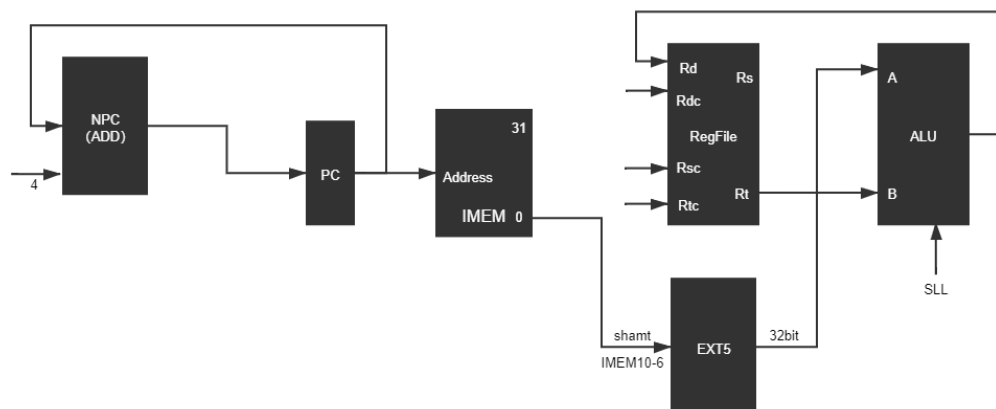 NPC
(ADD)
4
PC
31
Address
IMEM 0
Rd
Rs
Rdc
RegFile
Rsc
Rt
Rtc
A
ALU
B
SLL
shamt
IMEM10-6
EXT5
32bit